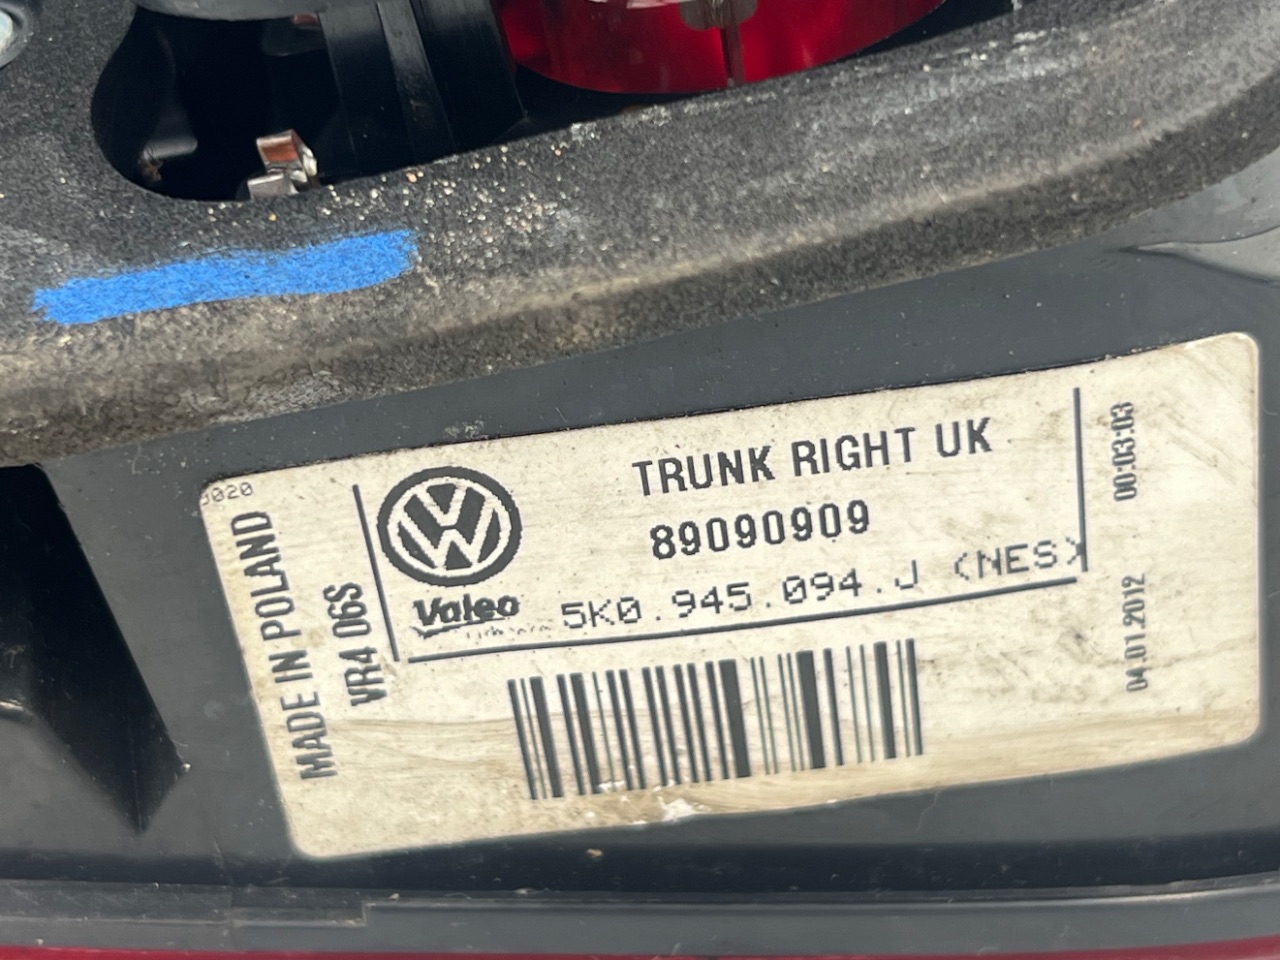 MADE IN POLAND
VR4 06S
TRUNK RIGHT UK
89090909
Valeo
5K0.945.094.J (NES)
00:03:03
04.01.2012